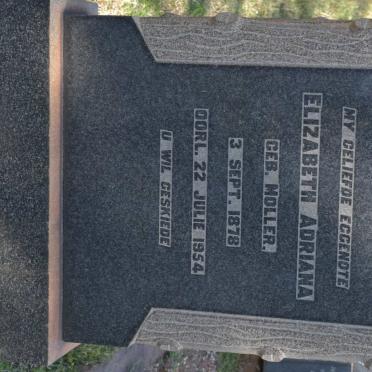 MY GELIEFDE EGGENOTE
ELIZABETH ADRIANA
GEB. MOLLER.
3 SEPT. 1878
OORL. 22 JULIE 1954
U WIL GESKIEDE